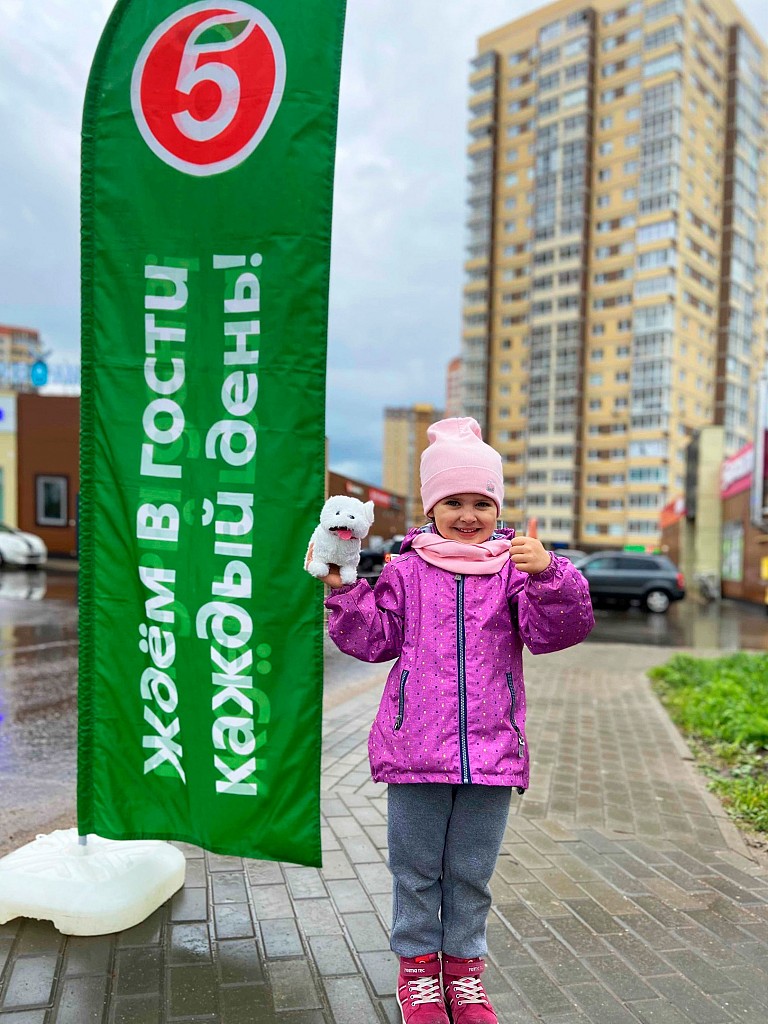 5
ждём в гости
каждый день!